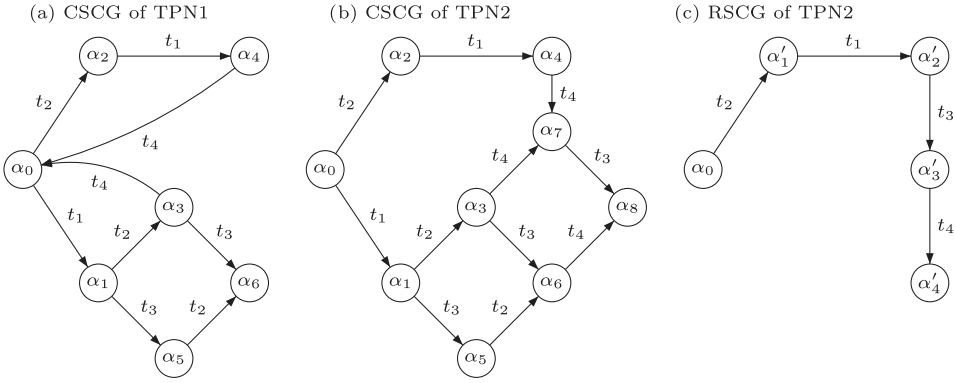 (a) CSCG of TPN1
(b) CSCG of TPN2
(c) RSCG of TPN2
α₂ t₁ α₄
t₂
t₄
α₀
t₄
α₃
t₁
t₂ t₃
α₁ α₆
t₃ t₂
α₅
α₂ t₁ α₄
t₂ t₄
α₇
t₄ t₃
α₀
α₃ α₈
t₁
t₂ t₃ t₄
α₁ α₆
t₃ t₂
α₅
α′₁ t₁ α′₂
t₂ t₃
α₀ α′₃
t₄
α′₄